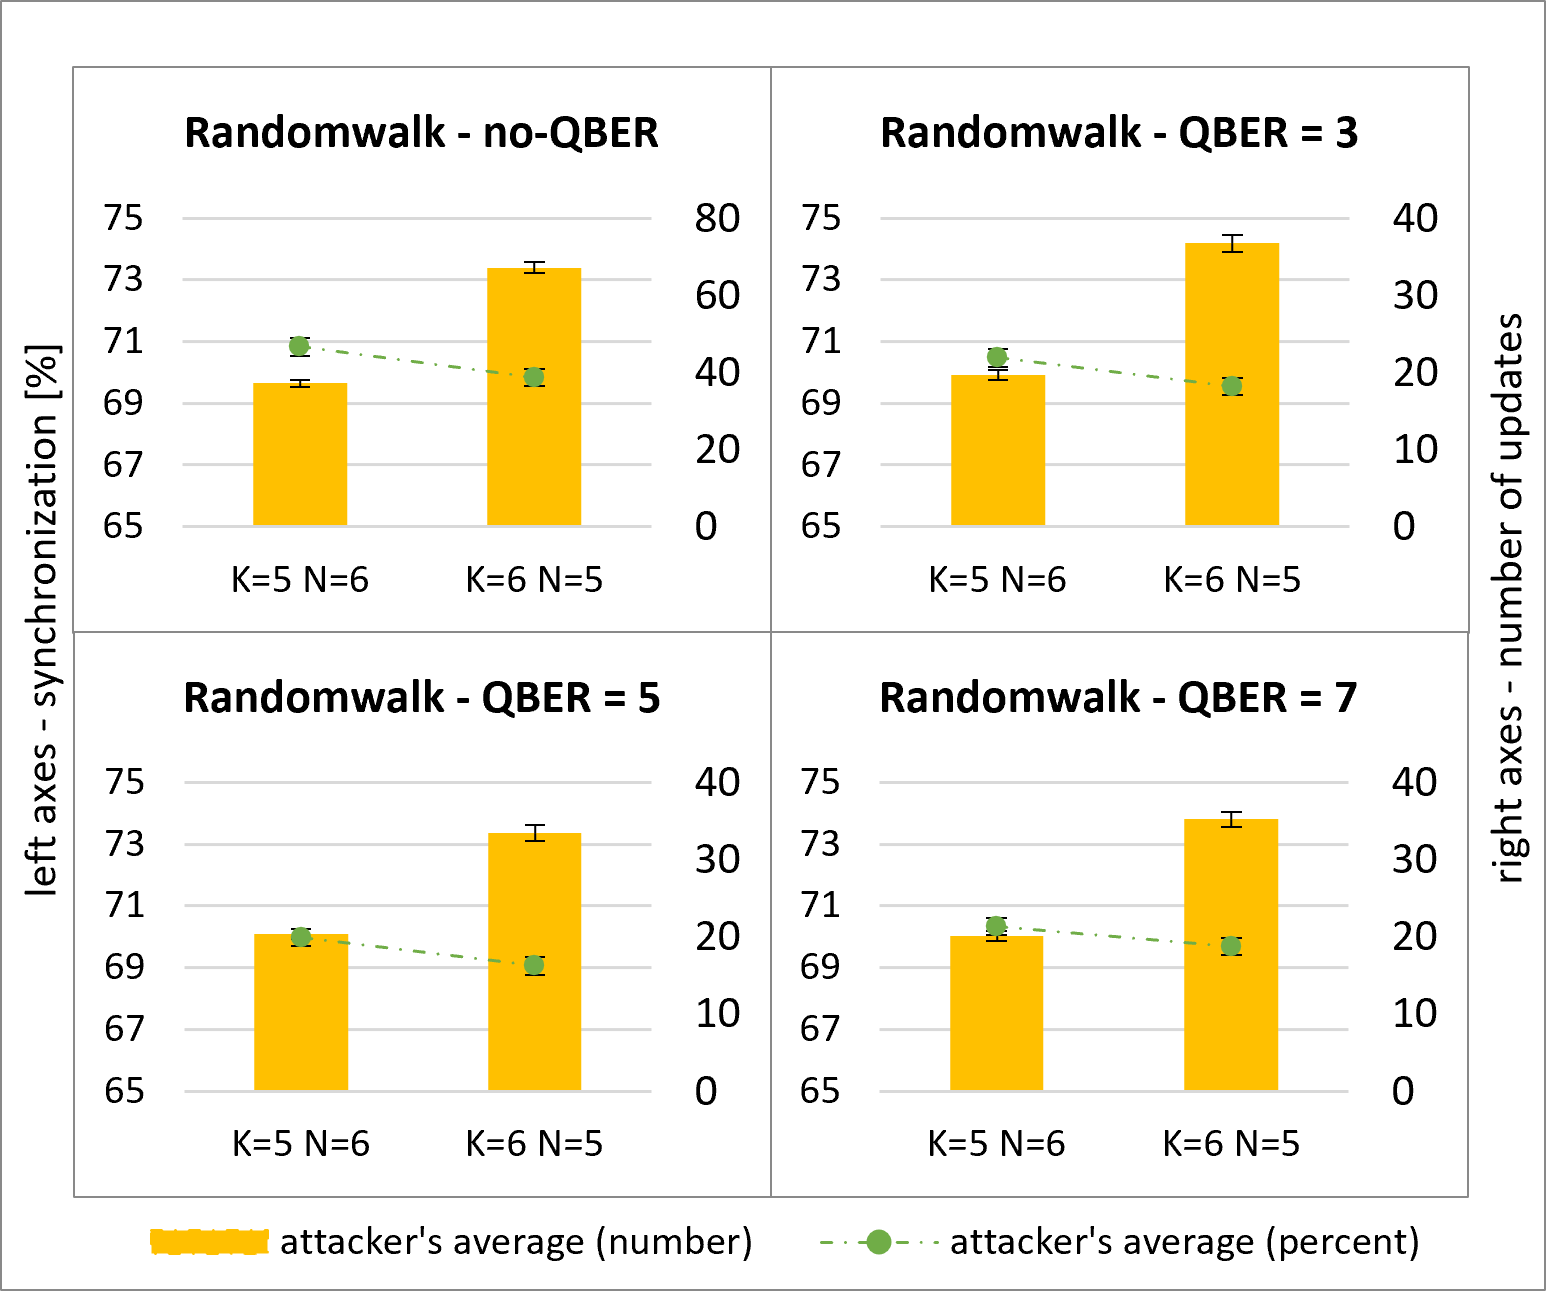 Randomwalk - no-QBER
75
73
71
69
67
65
80
60
40
20
0
K=5 N=6
K=6 N=5
Randomwalk - QBER = 3
75
73
71
69
67
65
40
30
20
10
0
K=5 N=6
K=6 N=5
Randomwalk - QBER = 5
75
73
71
69
67
65
40
30
20
10
0
K=5 N=6
K=6 N=5
Randomwalk - QBER = 7
75
73
71
69
67
65
40
30
20
10
0
K=5 N=6
K=6 N=5
left axes - synchronization [%]
right axes - number of updates
attacker's average (number)
attacker's average (percent)